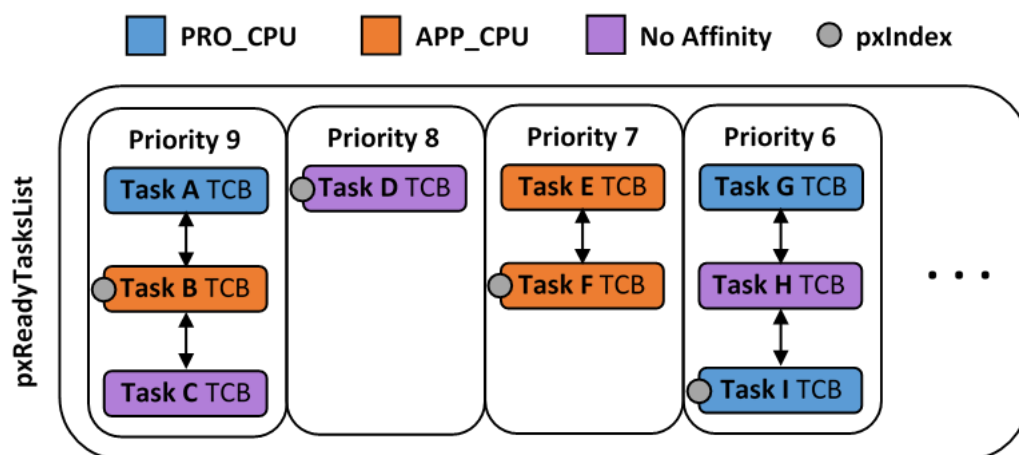 PRO_CPU APP_CPU No Affinity pxIndex
pxReadyTasksList
Priority 9 Priority 8 Priority 7 Priority 6
Task A TCB Task D TCB Task E TCB Task G TCB
Task B TCB Task F TCB Task H TCB
Task C TCB Task I TCB
...